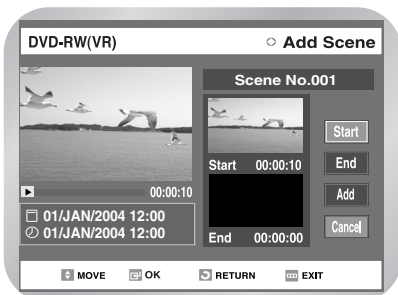 DVD-RW(VR)
Add Scene
Scene No.001
Start 00:00:10
End 00:00:00
00:00:10
01/JAN/2004 12:00
01/JAN/2004 12:00
Start
End
Add
Cancel
MOVE OK RETURN EXIT